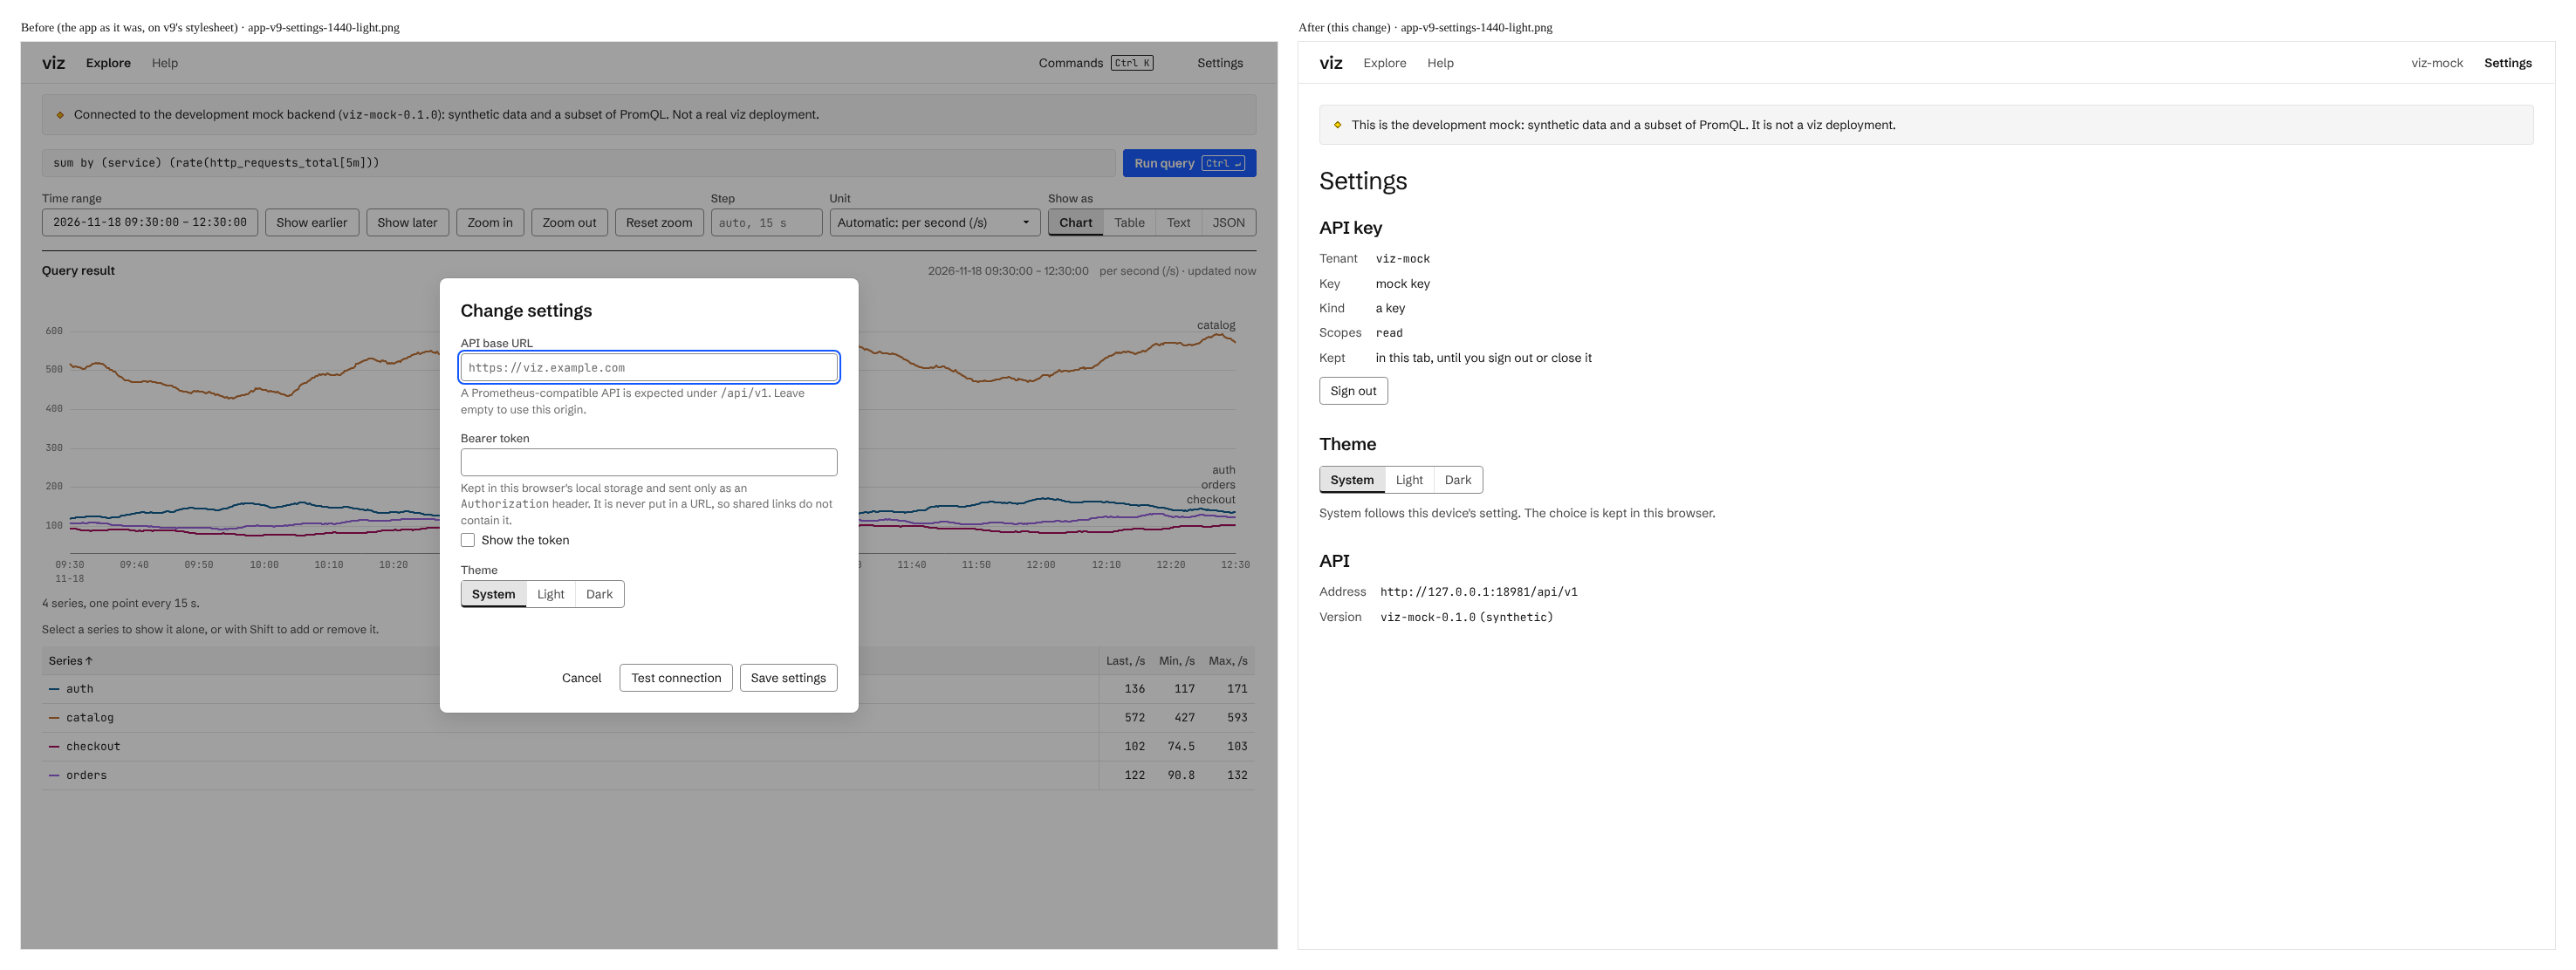 Before (the app as it was, on v9's stylesheet) · app-v9-settings-1440-light.png
viz Explore Help Commands Ctrl K Settings
Connected to the development mock backend (viz-mock-0.1.0): synthetic data and a subset of PromQL. Not a real viz deployment.
sum by (service) (rate(http_requests_total[5m])) Run query Ctrl ↵
Time range Step Unit Show as
2026-11-18 09:30:00 – 12:30:00 Show earlier Show later Zoom in Zoom out Reset zoom auto, 15 s Automatic: per second (/s) Chart Table Text JSON
Query result 2026-11-18 09:30:00 – 12:30:00 per second (/s) · updated now
600
500
400
300
200
100
catalog
auth
orders
checkout
09:30 09:40 09:50 10:00 10:10 10:20 11:40 11:50 12:00 12:10 12:20 12:30
11-18
4 series, one point every 15 s.
Select a series to show it alone, or with Shift to add or remove it.
Series ↑ Last, /s Min, /s Max, /s
auth 136 117 171
catalog 572 427 593
checkout 102 74.5 103
orders 122 90.8 132
Change settings
API base URL
https://viz.example.com
A Prometheus-compatible API is expected under /api/v1. Leave
empty to use this origin.
Bearer token
Kept in this browser's local storage and sent only as an
Authorization header. It is never put in a URL, so shared links do not
contain it.
Show the token
Theme
System Light Dark
Cancel Test connection Save settings
After (this change) · app-v9-settings-1440-light.png
viz Explore Help viz-mock Settings
This is the development mock: synthetic data and a subset of PromQL. It is not a viz deployment.
Settings
API key
Tenant viz-mock
Key mock key
Kind a key
Scopes read
Kept in this tab, until you sign out or close it
Sign out
Theme
System Light Dark
System follows this device's setting. The choice is kept in this browser.
API
Address http://127.0.0.1:18981/api/v1
Version viz-mock-0.1.0 (synthetic)